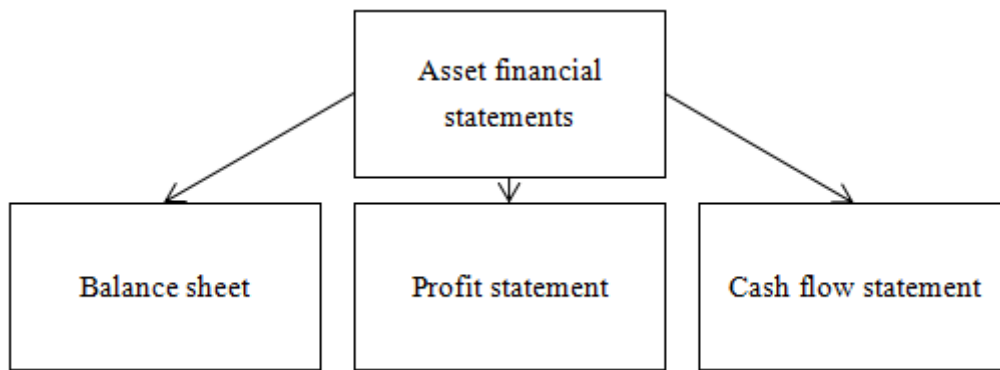 Asset financial
statements
Balance sheet
Profit statement
Cash flow statement